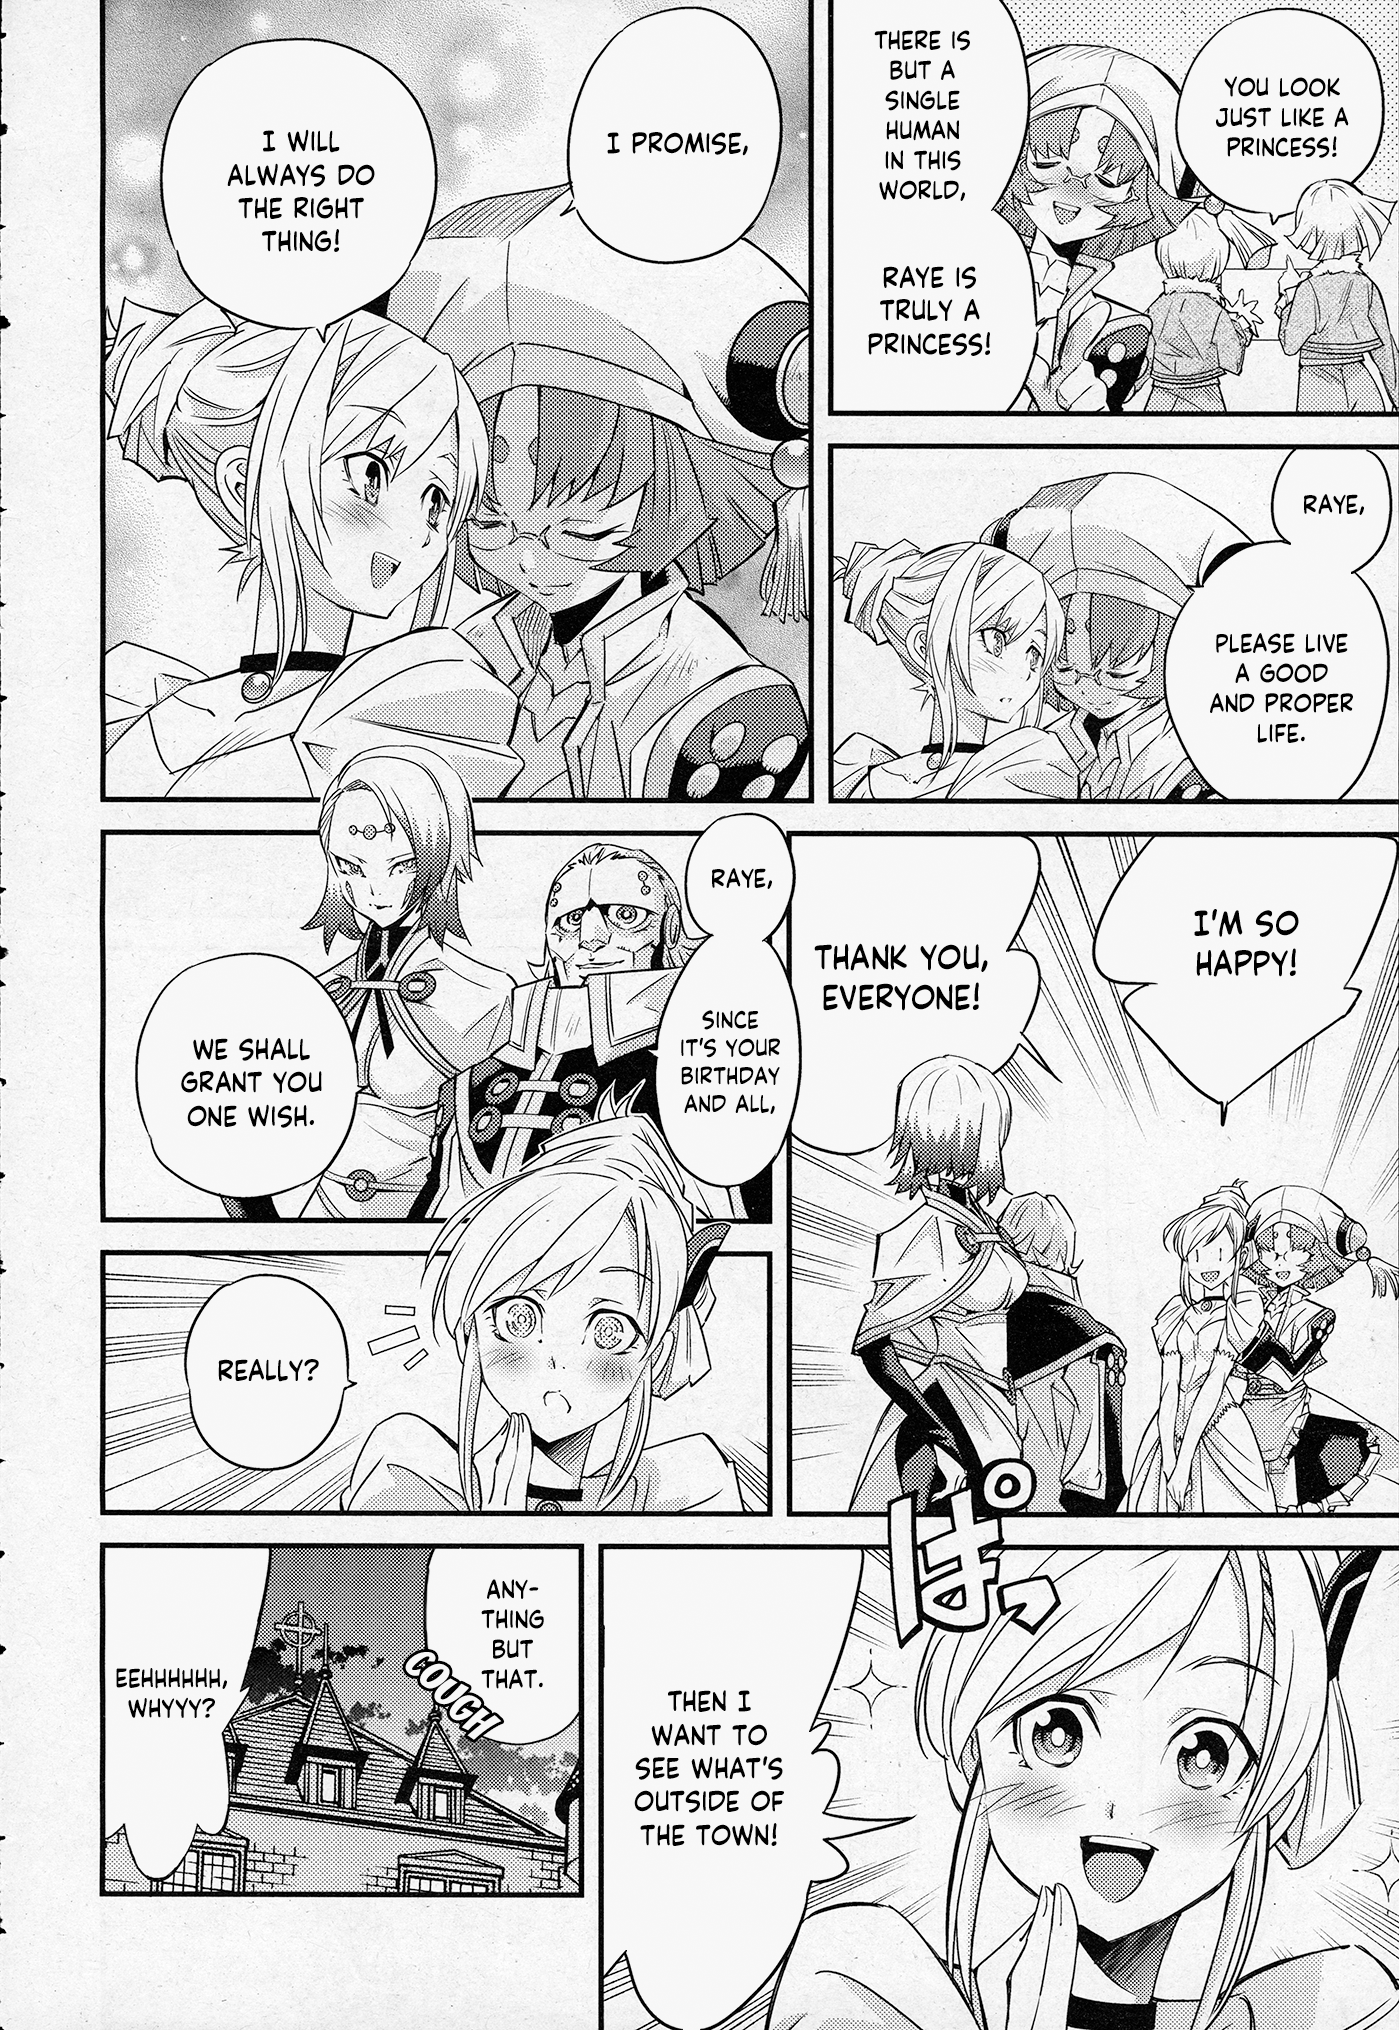 YOU LOOK
JUST LIKE A
PRINCESS!
THERE IS
BUT A
SINGLE
HUMAN
IN THIS
WORLD,
RAYE IS
TRULY A
PRINCESS!
RAYE,
PLEASE LIVE
A GOOD
AND PROPER
LIFE.
I PROMISE,
I WILL
ALWAYS DO
THE RIGHT
THING!
I'M SO
HAPPY!
THANK YOU,
EVERYONE!
RAYE,
SINCE
IT'S YOUR
BIRTHDAY
AND ALL,
WE SHALL
GRANT YOU
ONE WISH.
REALLY?
ぱっ
THEN I
WANT TO
SEE WHAT'S
OUTSIDE OF
THE TOWN!
ANY-
THING
BUT
THAT.
COUGH
EEHHHHHH,
WHYYY?